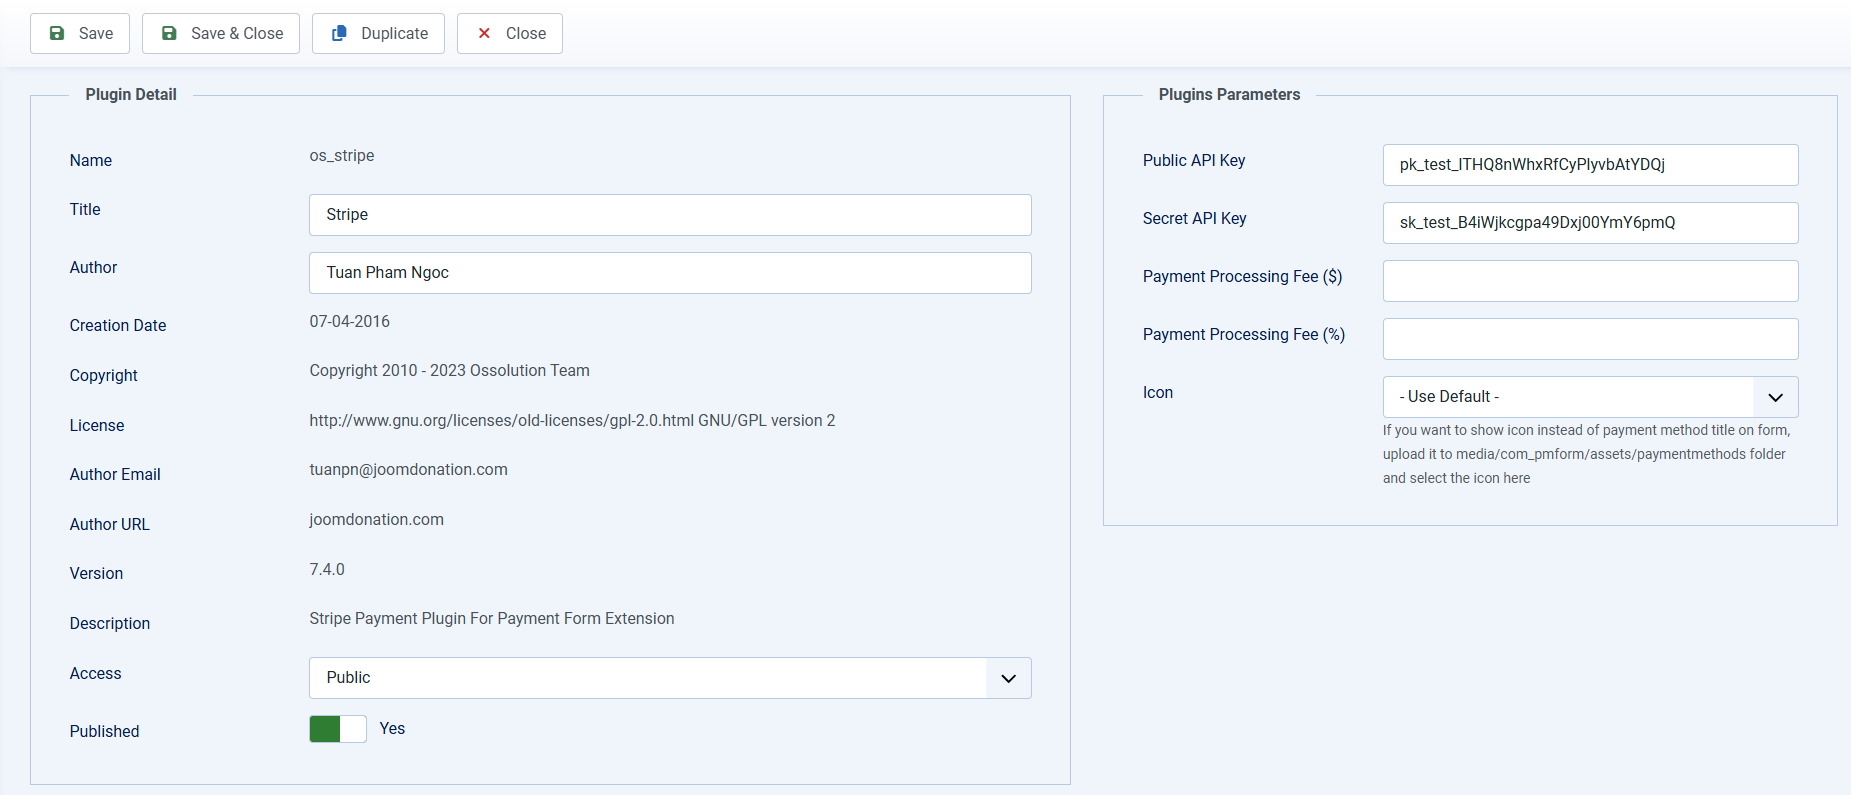 Save
Save & Close
Duplicate
Close
Plugin Detail
Name
os_stripe
Title
Stripe
Author
Tuan Pham Ngoc
Creation Date
07-04-2016
Copyright
Copyright 2010 - 2023 Ossolution Team
License
http://www.gnu.org/licenses/old-licenses/gpl-2.0.html GNU/GPL version 2
Author Email
tuanpn@joomdonation.com
Author URL
joomdonation.com
Version
7.4.0
Description
Stripe Payment Plugin For Payment Form Extension
Access
Public
Published
Yes
Plugins Parameters
Public API Key
pk_test_ITHQ8nWhxRfCyPlyvbAtYDQj
Secret API Key
sk_test_B4iWjkcgpa49Dxj00YmY6pmQ
Payment Processing Fee ($)
Payment Processing Fee (%)
Icon
- Use Default -
If you want to show icon instead of payment method title on form,
upload it to media/com_pmform/assets/paymentmethods folder
and select the icon here